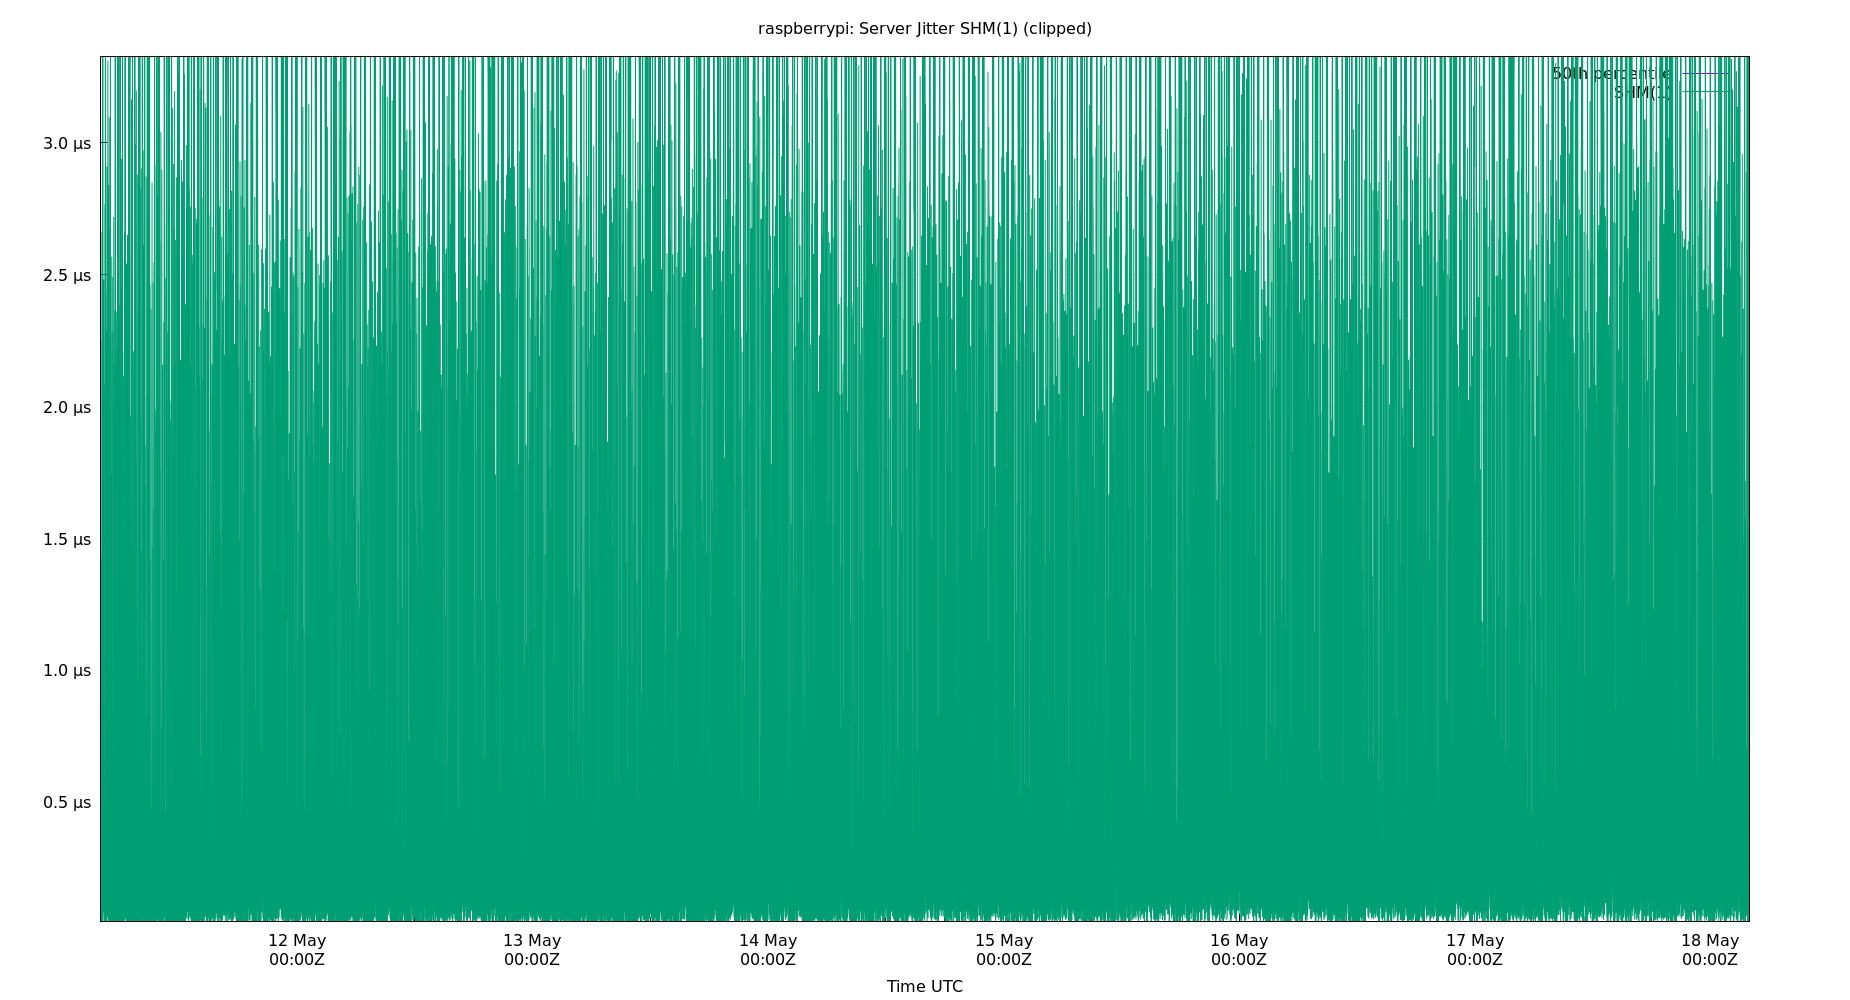 raspberrypi: Server Jitter SHM(1) (clipped)
50th percentile
SHM(1)
3.0 µs
2.5 µs
2.0 µs
1.5 µs
1.0 µs
0.5 µs
12 May 13 May 14 May 15 May 16 May 17 May 18 May
00:00Z 00:00Z 00:00Z 00:00Z 00:00Z 00:00Z 00:00Z
Time UTC